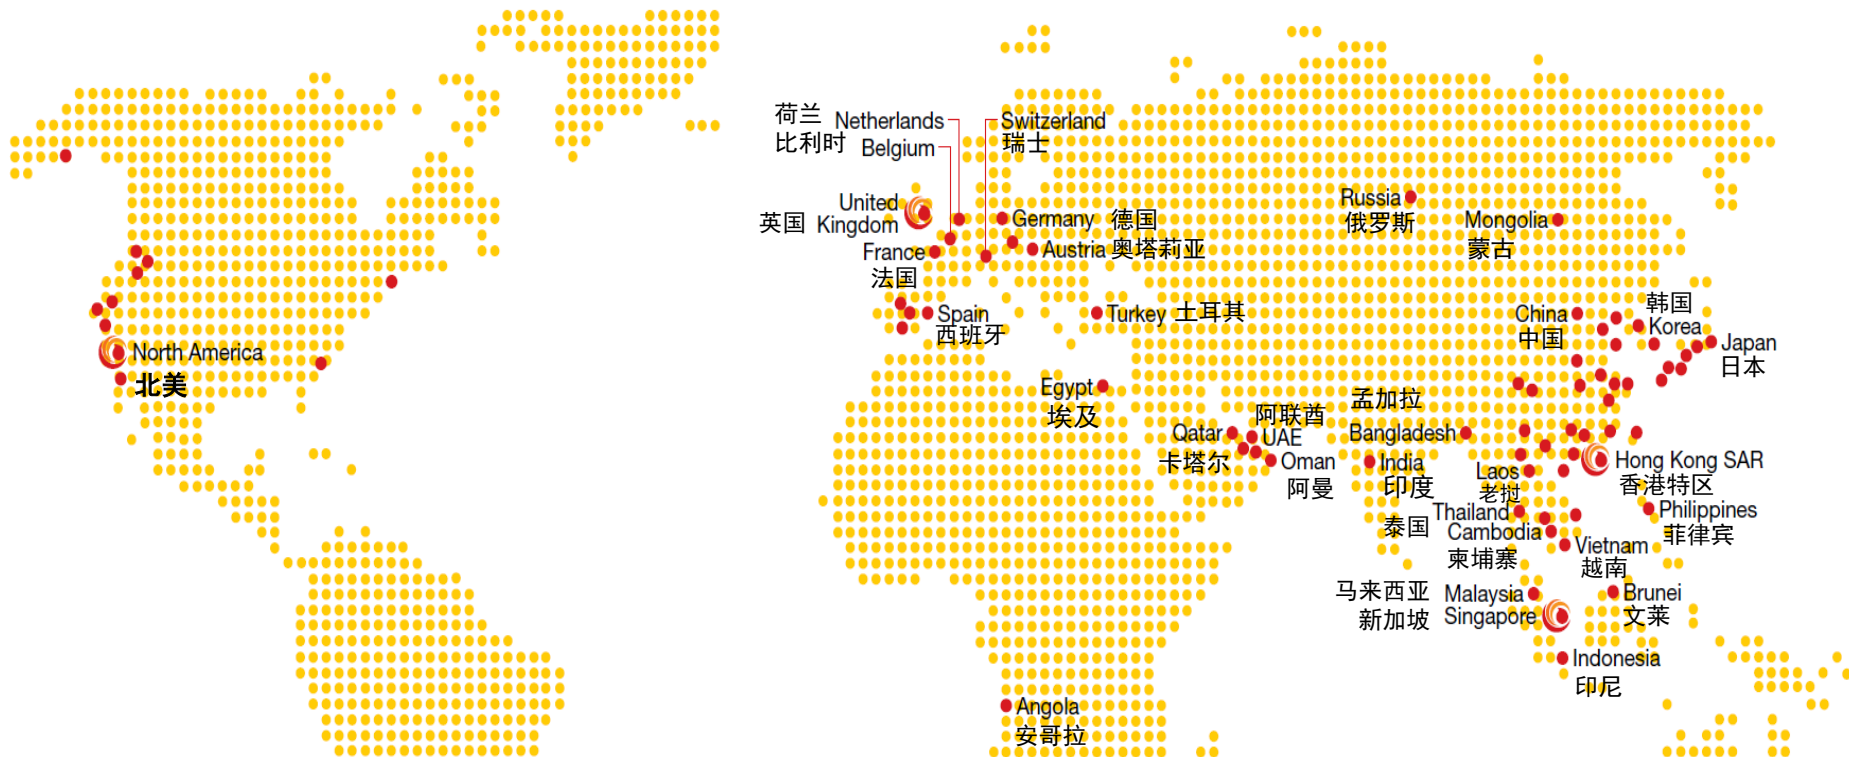 North America
北美
荷兰
Netherlands
比利时
Belgium
Switzerland
瑞士
United
Kingdom
英国
France
法国
Germany 德国
Austria 奥塔莉亚
Spain
西班牙
Turkey 土耳其
Egypt
埃及
Qatar
卡塔尔
阿联酋
UAE
Oman
阿曼
Angola
安哥拉
Russia
俄罗斯
Mongolia
蒙古
China
中国
韩国
Korea
Japan
日本
孟加拉
Bangladesh
India
印度
Laos
老挝
Hong Kong SAR
香港特区
泰国
Thailand
Cambodia
柬埔寨
Philippines
菲律宾
Vietnam
越南
马来西亚 Malaysia
新加坡 Singapore
Brunei
文莱
Indonesia
印尼